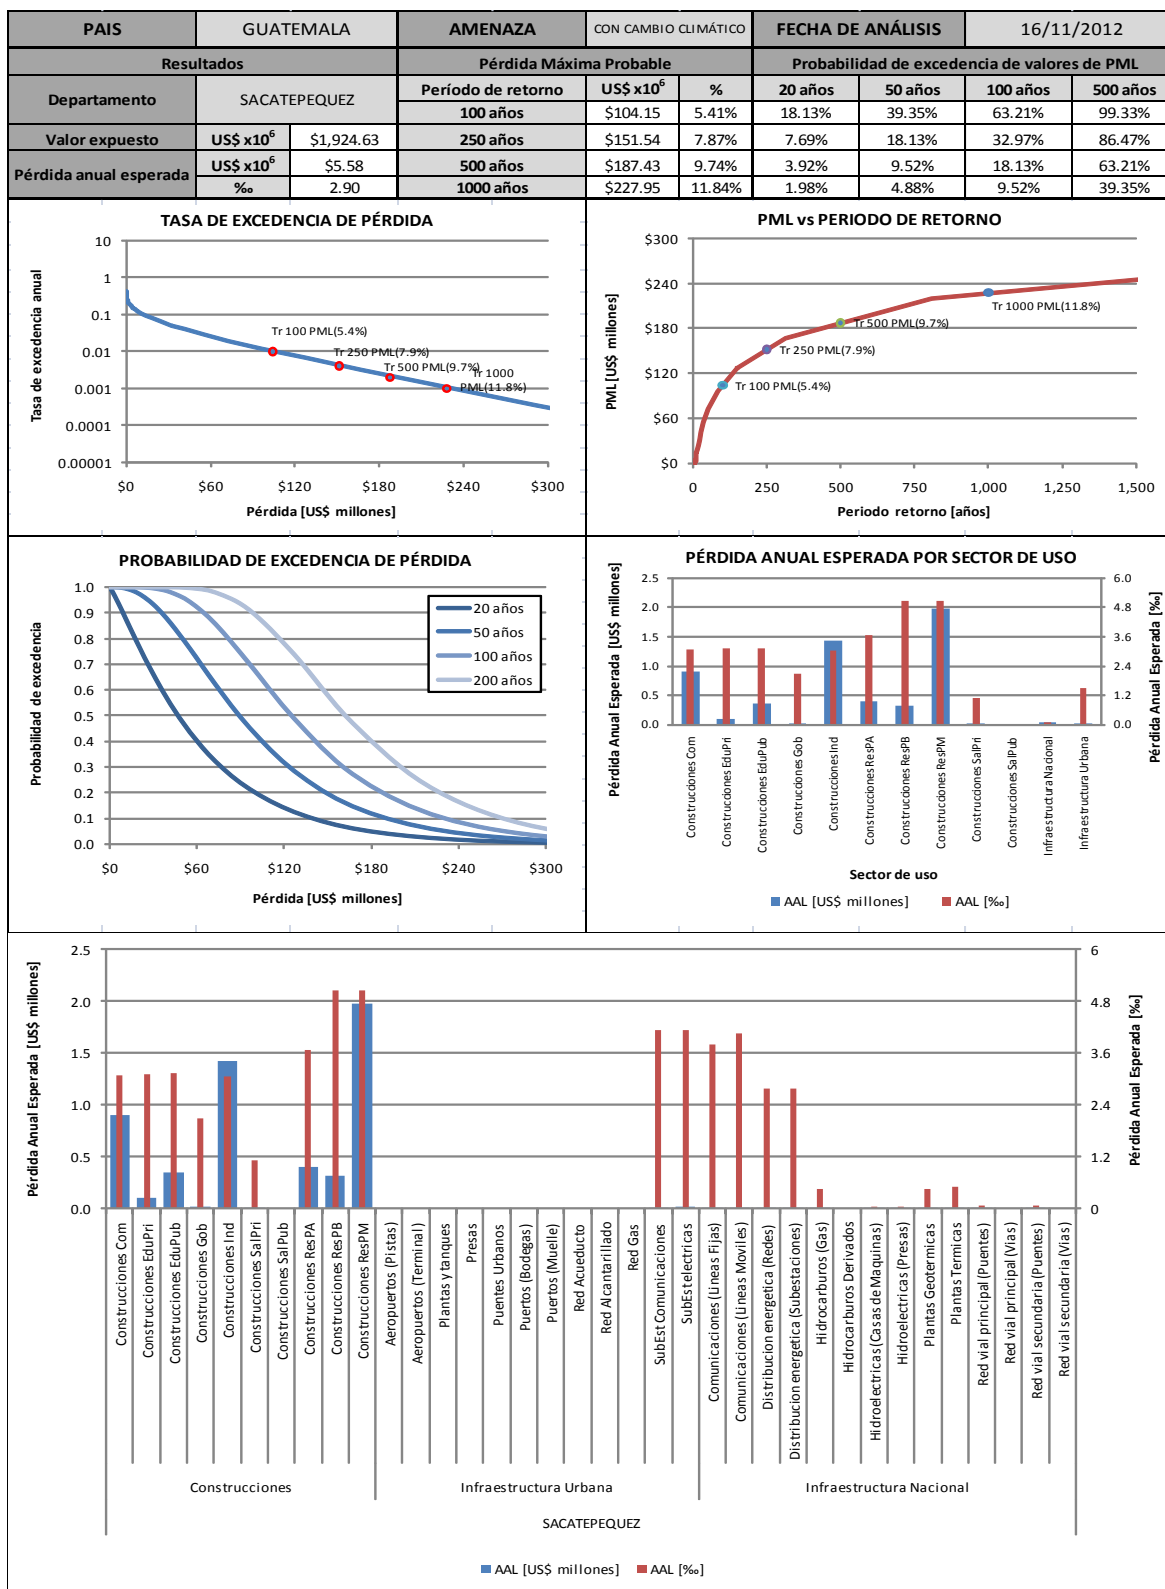 PAIS GUATEMALA AMENAZA CON CAMBIO CLIMÁTICO FECHA DE ANÁLISIS 16/11/2012
Resultados Pérdida Máxima Probable Probabilidad de excedencia de valores de PML
Departamento SACATEPEQUEZ Período de retorno US$ x10⁶ % 20 años 50 años 100 años 500 años
100 años $104.15 5.41% 18.13% 39.35% 63.21% 99.33%
Valor expuesto US$ x10⁶ $1,924.63 250 años $151.54 7.87% 7.69% 18.13% 32.97% 86.47%
Pérdida anual esperada US$ x10⁶ $5.58 500 años $187.43 9.74% 3.92% 9.52% 18.13% 63.21%
‰ 2.90 1000 años $227.95 11.84% 1.98% 4.88% 9.52% 39.35%
TASA DE EXCEDENCIA DE PÉRDIDA
Tasa de excedencia anual
10
1
0.1
0.01
0.001
0.0001
0.00001
Tr 100 PML(5.4%)
Tr 250 PML(7.9%)
Tr 500 PML(9.7%)
Tr 1000
PML(11.8%)
$0 $60 $120 $180 $240 $300
Pérdida [US$ millones]
PML vs PERIODO DE RETORNO
PML [US$ millones]
$300
$240
$180
$120
$60
$0
Tr 1000 PML(11.8%)
Tr 500 PML(9.7%)
Tr 250 PML(7.9%)
Tr 100 PML(5.4%)
0 250 500 750 1,000 1,250 1,500
Periodo retorno [años]
PROBABILIDAD DE EXCEDENCIA DE PÉRDIDA
Probabilidad de excedencia
1.0
0.9
0.8
0.7
0.6
0.5
0.4
0.3
0.2
0.1
0.0
20 años
50 años
100 años
200 años
$0 $60 $120 $180 $240 $300
Pérdida [US$ millones]
PÉRDIDA ANUAL ESPERADA POR SECTOR DE USO
Pérdida Anual Esperada [US$ millones]
2.5
2.0
1.5
1.0
0.5
0.0
6.0
4.8
3.6
2.4
1.2
0.0
Pérdida Anual Esperada [‰]
Construcciones Com
Construcciones EduPri
Construcciones EduPub
Construcciones Gob
Construcciones Ind
Construcciones ResPA
Construcciones ResPB
Construcciones ResPM
Construcciones SalPri
Construcciones SalPub
Infraestructura Nacional
Infraestructura Urbana
Sector de uso
AAL [US$ millones] AAL [‰]
Pérdida Anual Esperada [US$ millones]
2.5
2.0
1.5
1.0
0.5
0.0
6
4.8
3.6
2.4
1.2
0
Pérdida Anual Esperada [‰]
Construcciones Com
Construcciones EduPri
Construcciones EduPub
Construcciones Gob
Construcciones Ind
Construcciones SalPri
Construcciones SalPub
Construcciones ResPA
Construcciones ResPB
Construcciones ResPM
Aeropuertos (Pistas)
Aeropuertos (Terminal)
Plantas y tanques
Presas
Puentes Urbanos
Puertos (Bodegas)
Puertos (Muelle)
Red Acueducto
Red Alcantarillado
Red Gas
SubEst Comunicaciones
SubEst electricas
Comunicaciones (Lineas Fijas)
Comunicaciones (Lineas Moviles)
Distribucion energetica (Redes)
Distribucion energetica (Subestaciones)
Hidrocarburos (Gas)
Hidrocarburos Derivados
Hidroelectricas (Casas de Maquinas)
Hidroelectricas (Presas)
Plantas Geotermicas
Plantas Termicas
Red vial principal (Puentes)
Red vial principal (Vias)
Red vial secundaria (Puentes)
Red vial secundaria (Vias)
Construcciones Infraestructura Urbana Infraestructura Nacional
SACATEPEQUEZ
AAL [US$ millones] AAL [‰]